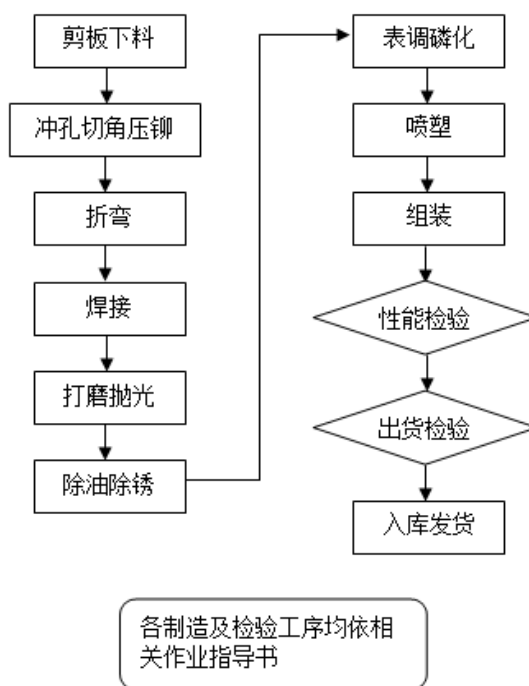 剪板下料
冲孔切角压铆
折弯
焊接
打磨抛光
除油除锈
表调磷化
喷塑
组装
性能检验
出货检验
入库发货
各制造及检验工序均依相
关作业指导书